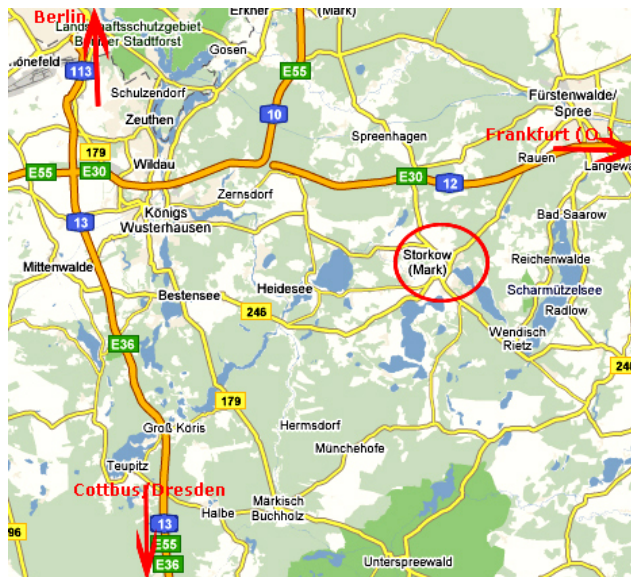 Berlin
Landschaftsschutzgebiet
Berliner Stadtforst
Erkner
(Mark)
Gosen
113
E55
Schulzendorf
Zeuthen
10
Fürstenwalde/
Spree
Spreenhagen
Frankfurt ( O. )
179
E55
E30
Wildau
Rauen
E30
12
Zernsdorf
13
Königs
Wusterhausen
Bad Saarow
Mittenwalde
Storkow
(Mark)
Reichenwalde
Heidesee
Bestensee
Scharmützelsee
246
Radlow
Wendisch
Rietz
E36
179
Groß Köris
Hermsdorf
Münchehofe
Teupitz
Cottbus/Dresden
Märkisch
Buchholz
Halbe
13
E55
E36
96
Unterspreewald